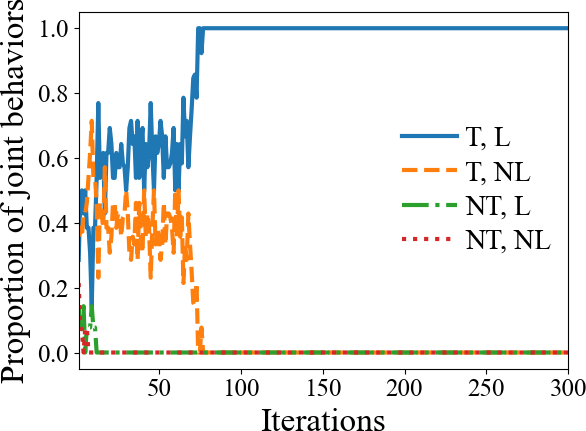 Proportion of joint behaviors
1.0
0.8
0.6
0.4
0.2
0.0
T, L
T, NL
NT, L
NT, NL
50
100
150
200
250
300
Iterations